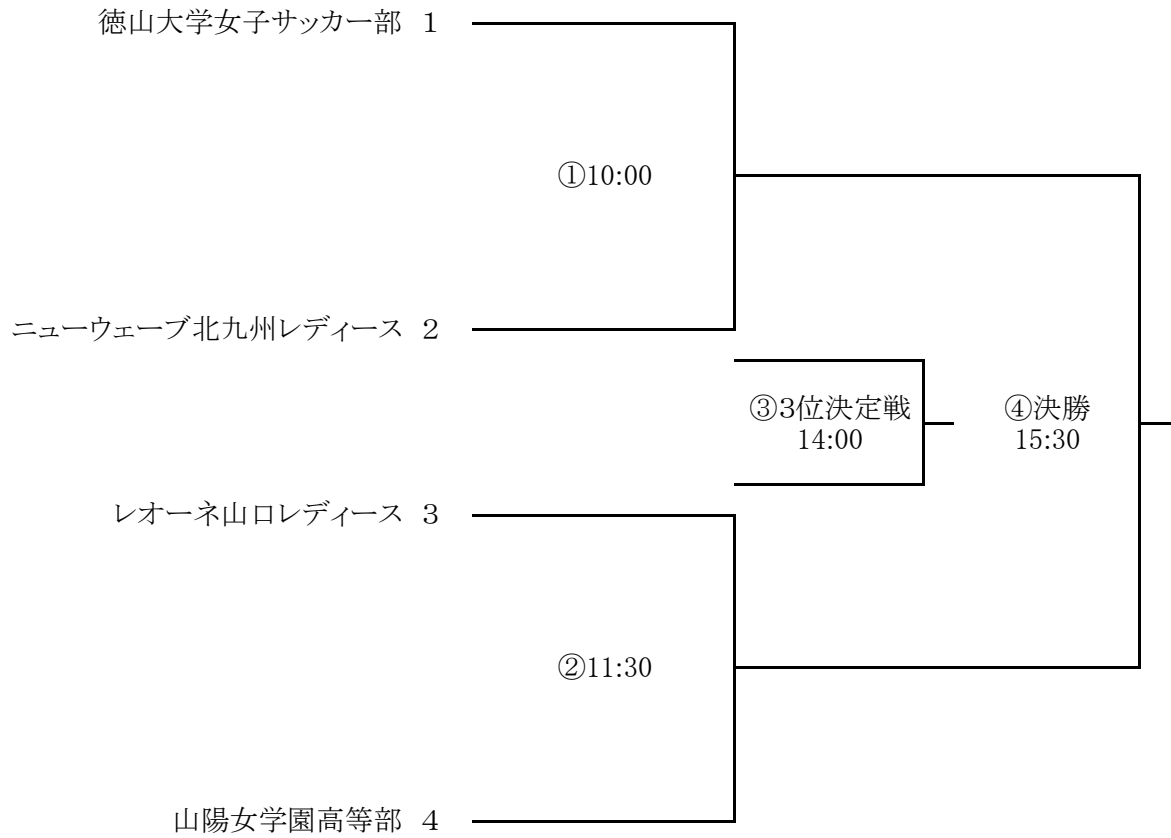 徳山大学女子サッカー部 １
①10:00
ニューウェーブ北九州レディース ２
③3位決定戦
14:00
④決勝
15:30
レオーネ山口レディース ３
②11:30
山陽女学園高等部 ４